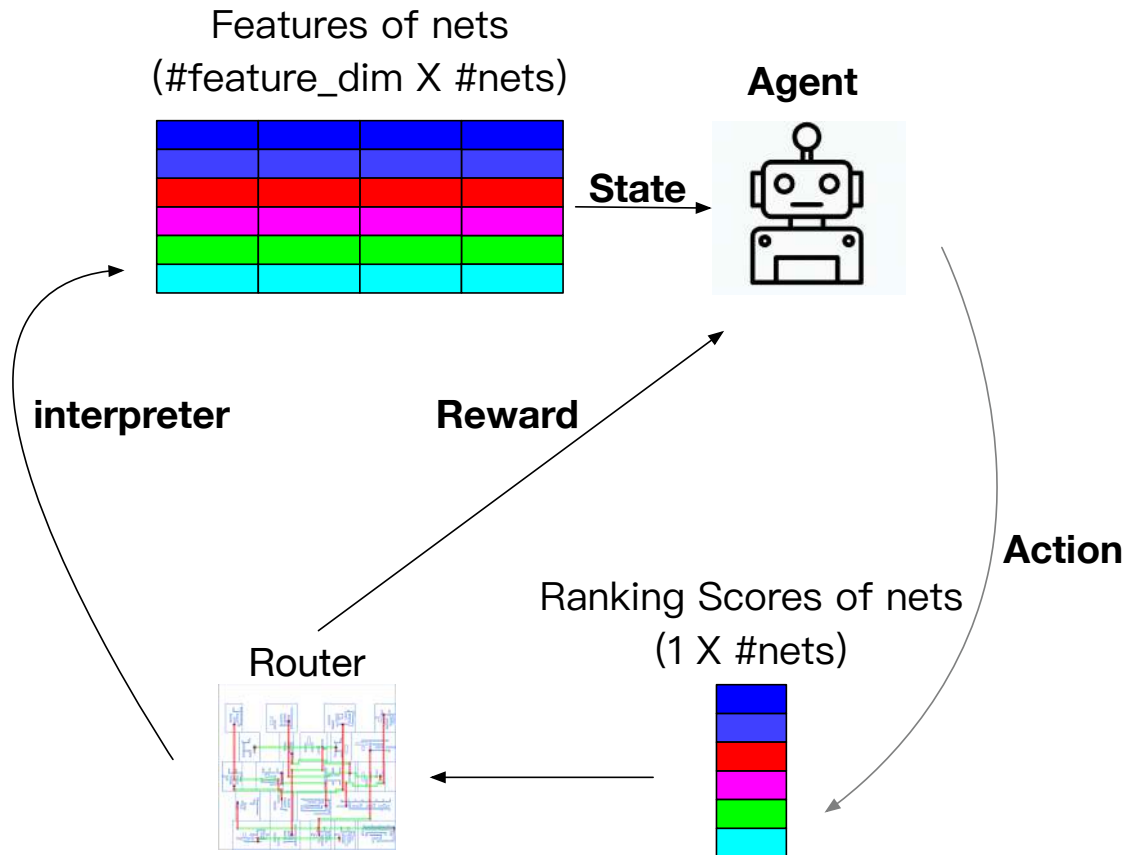 Features of nets
(#feature_dim X #nets)
Agent
State
interpreter
Reward
Action
Ranking Scores of nets
(1 X #nets)
Router